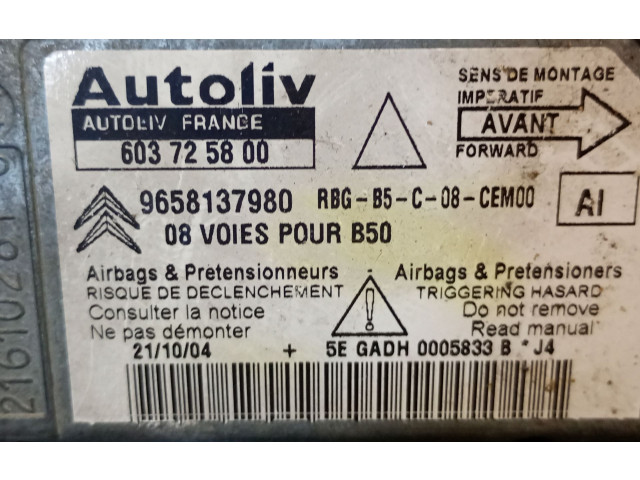 Autoliv
AUTOLIV FRANCE
603 72 58 00
SENS DE MONTAGE
IMPERATIF
AVANT
FORWARD
9658137980 RBG-B5-C-08-CEM00
AI
08 VOIES POUR B50
Airbags & Pretensionneurs
RISQUE DE DECLENCHEMENT
Consulter la notice
Ne pas démonter
Airbags & Pretensioners
TRIGGERING HASARD
Do not remove
Read manual
21/10/04 + 5E GADH 0005833 B * J4